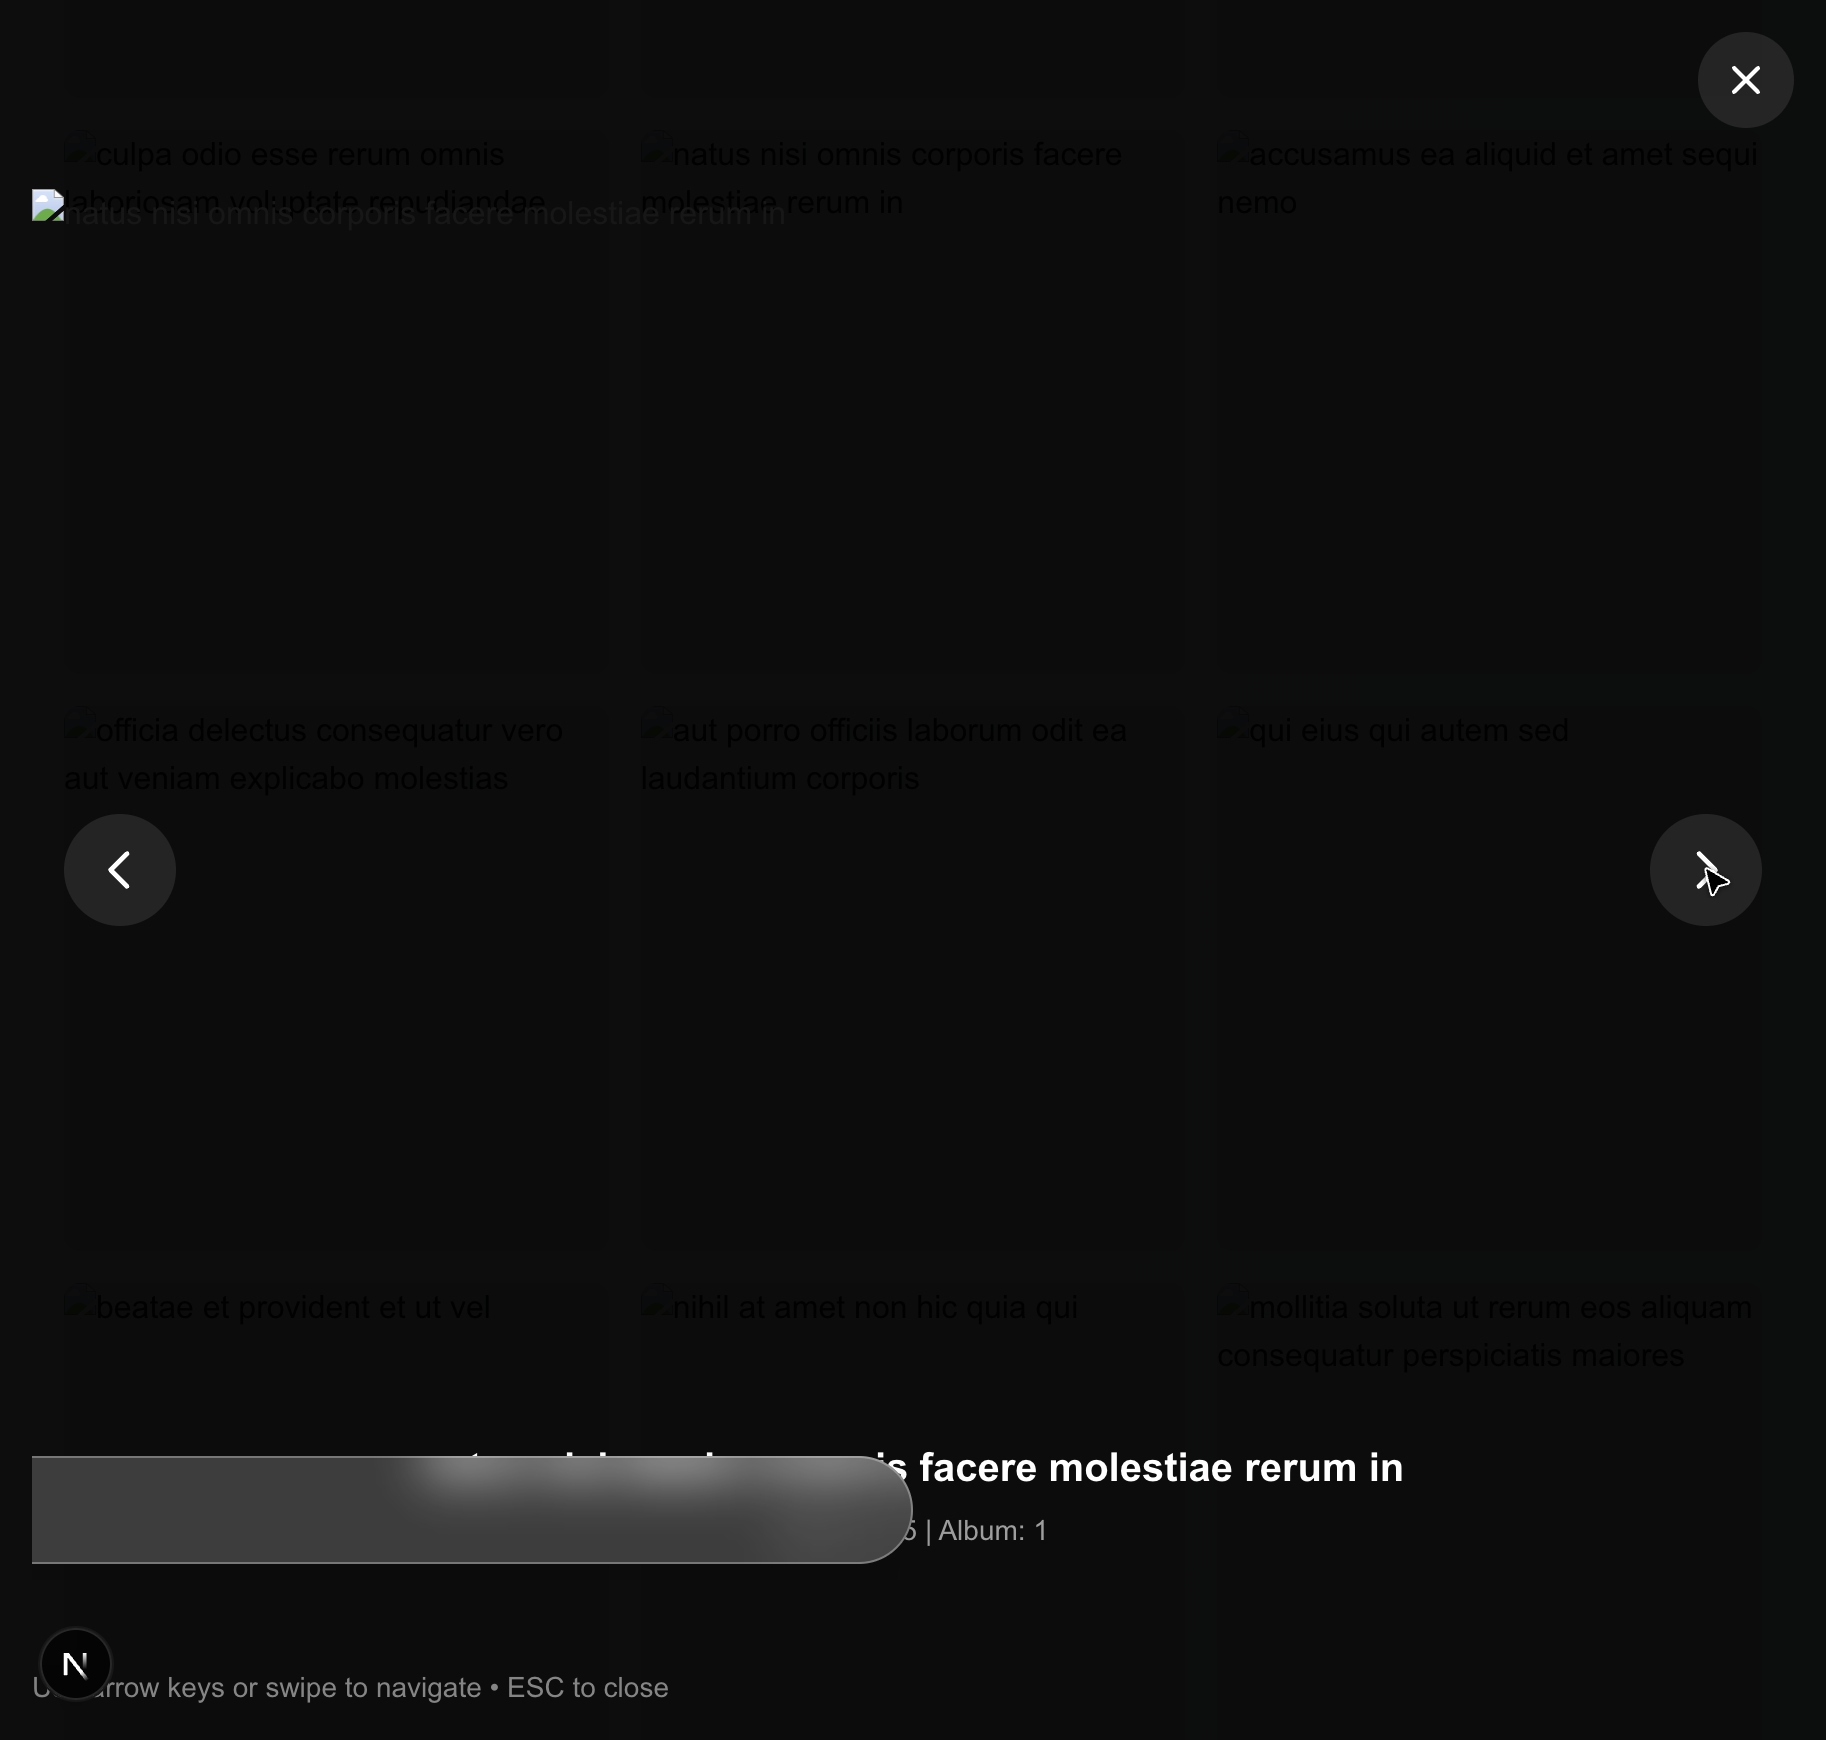 culpa odio esse rerum omnis
laboriosam voluptate repudiandae
natus nisi omnis corporis facere
molestiae rerum in
accusamus ea aliquid et amet sequi
nemo
natus nisi omnis corporis facere molestiae rerum in
officia delectus consequatur vero
aut veniam explicabo molestias
aut porro officiis laborum odit ea
laudantium corporis
qui eius qui autem sed
beatae et provident et ut vel
nihil at amet non hic quia qui
mollitia soluta ut rerum eos aliquam
consequatur perspiciatis maiores
facere molestiae rerum in
| Album: 1
N
arrow keys or swipe to navigate • ESC to close